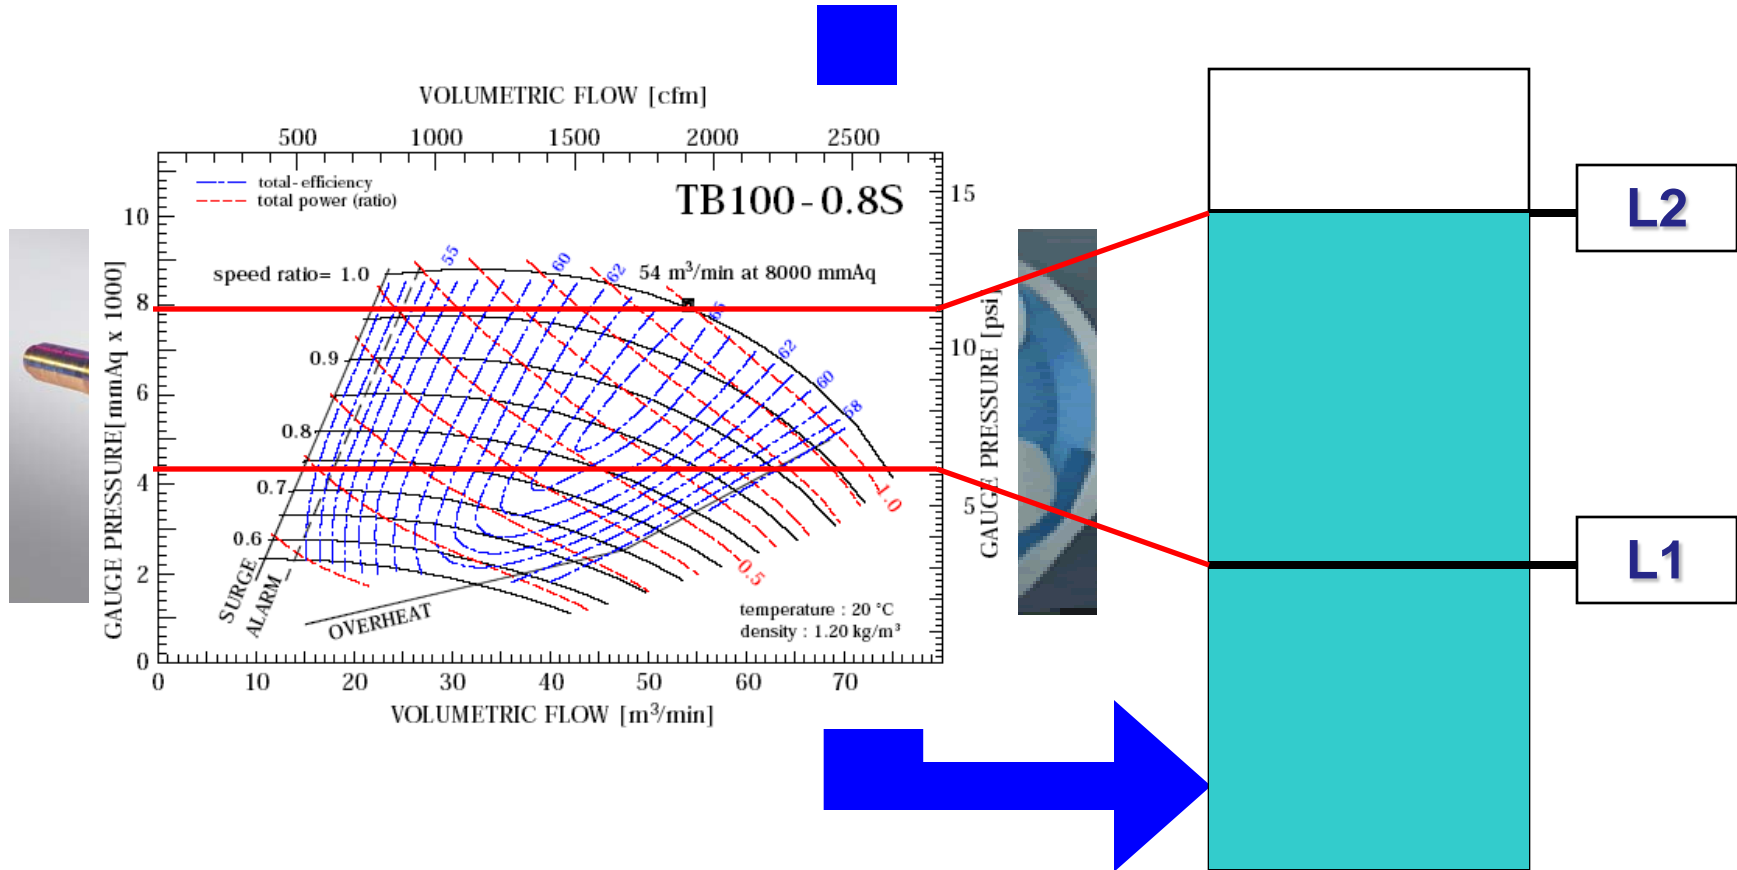 VOLUMETRIC FLOW [cfm]
500 1000 1500 2000 2500
total-efficiency
total power (ratio)
TB100-0.8S
15
10
55
60
62
54 m³/min at 8000 mmAq
speed ratio= 1.0
GAUGE PRESSURE[mmAq x 1000]
8
65
GAUGE PRESSURE [psi]
10
0.9
62
6
60
58
0.8
4
0.7
1.0
5
0.6
2
0.5
SURGE
ALARM
OVERHEAT
temperature : 20 °C
density : 1.20 kg/m³
0
0 10 20 30 40 50 60 70
VOLUMETRIC FLOW [m³/min]
L2
L1